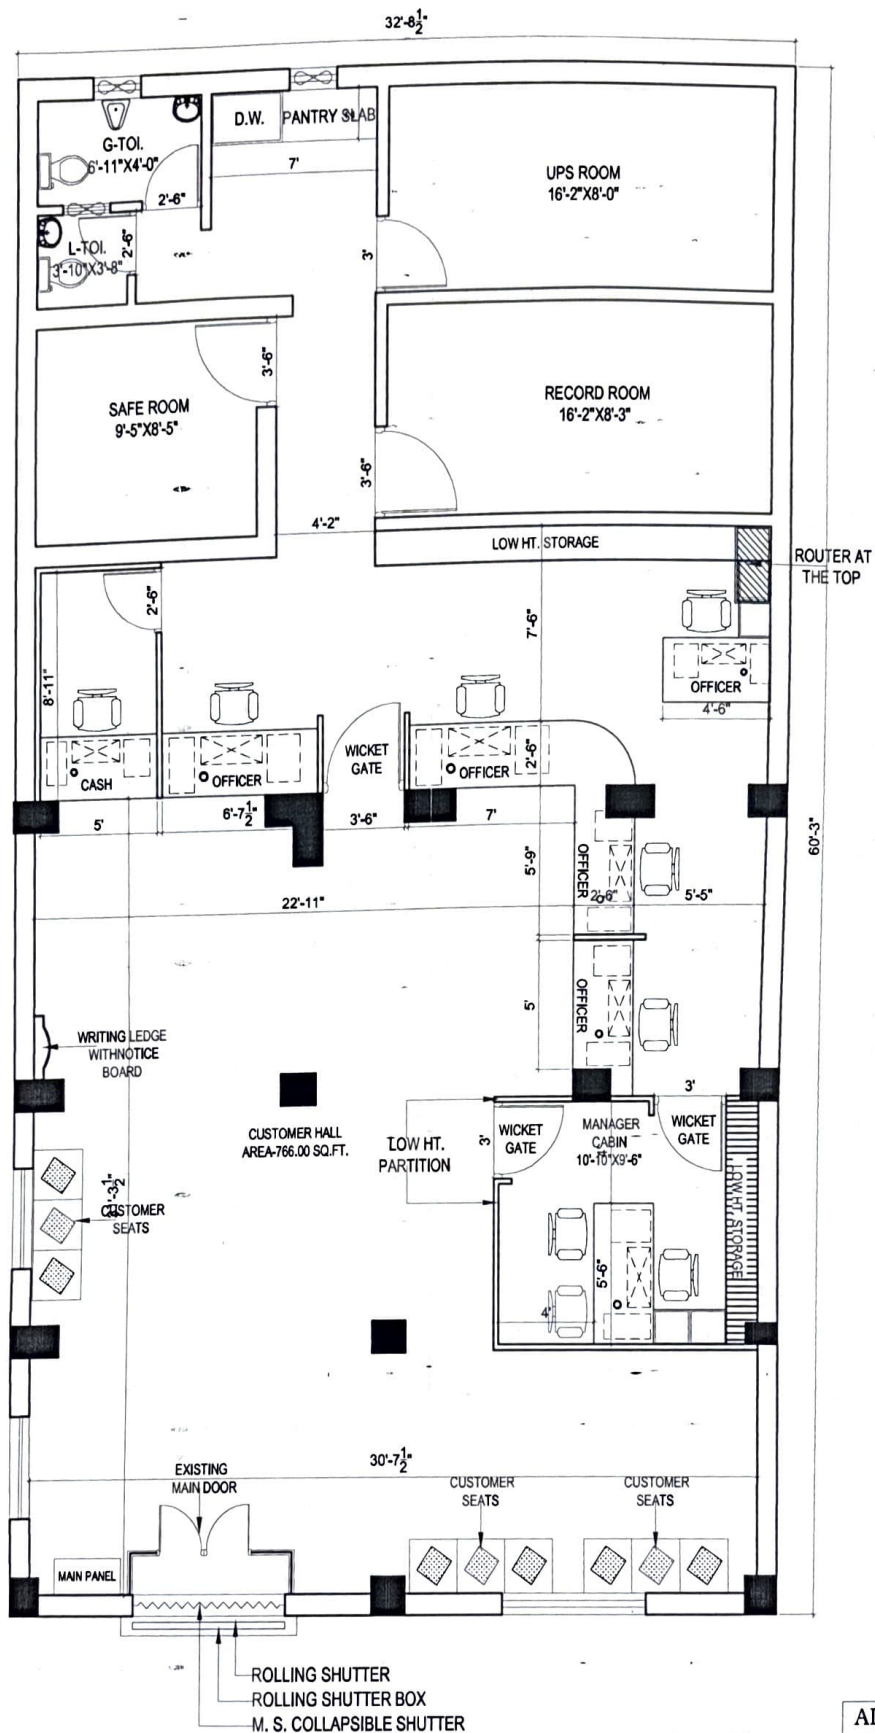 32'-8½"
D.W.
PANTRY SLAB
G-TOI.
6'-11"X4'-0"
7'
2'-6"
UPS ROOM
16'-2"X8'-0"
L-TOI.
3'-10"X3'-8"
2'-6"
3'
SAFE ROOM
9'-5"X8'-5"
3'-6"
RECORD ROOM
16'-2"X8'-3"
3'-6"
4'-2"
LOW HT. STORAGE
ROUTER AT
THE TOP
2'-6"
7'-6"
8'-11"
OFFICER
4'-6"
CASH
OFFICER
WICKET
GATE
OFFICER
2'-6"
5'
6'-7½"
3'-6"
7'
60'-3"
5'-9"
OFFICER
2'-6"
5'-5"
22'-11"
5'
OFFICER
WRITING LEDGE
WITHNOTICE
BOARD
3'
CUSTOMER HALL
AREA-766.00 SQ.FT.
LOW HT.
PARTITION
3'
WICKET
GATE
MANAGER
CABIN
10'-10"X9'-6"
WICKET
GATE
LOW HT. STORAGE
CUSTOMER
SEATS
5'-6"
4'
30'-7½"
EXISTING
MAIN DOOR
CUSTOMER
SEATS
CUSTOMER
SEATS
MAIN PANEL
ROLLING SHUTTER
ROLLING SHUTTER BOX
M. S. COLLAPSIBLE SHUTTER